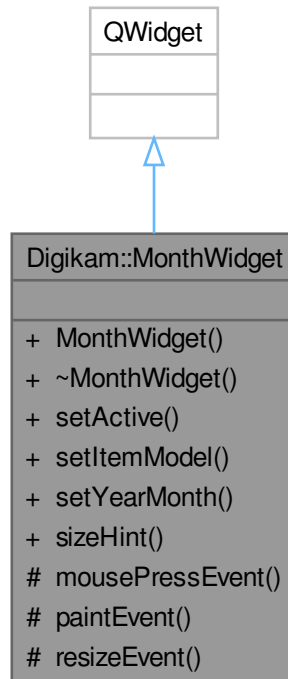 QWidget
Digikam::MonthWidget
+ MonthWidget()
+ ~MonthWidget()
+ setActive()
+ setItemModel()
+ setYearMonth()
+ sizeHint()
# mousePressEvent()
# paintEvent()
# resizeEvent()